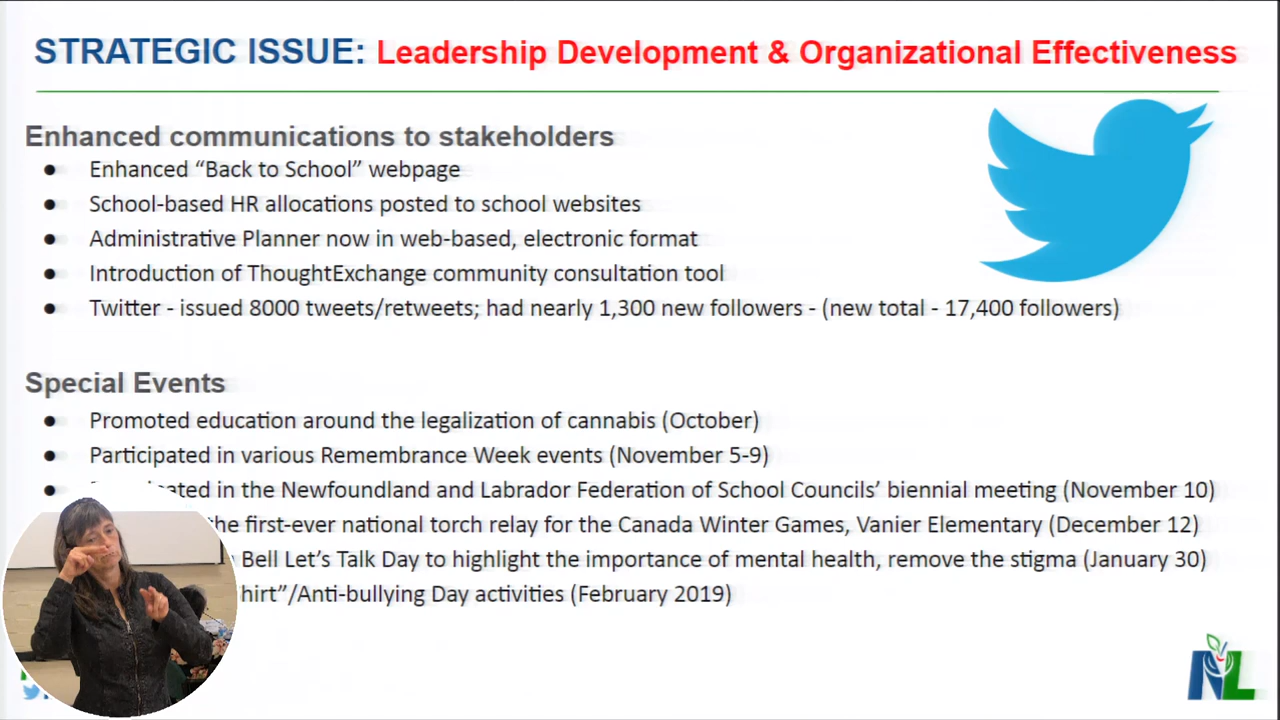 STRATEGIC ISSUE: Leadership Development & Organizational Effectiveness
Enhanced communications to stakeholders
● Enhanced “Back to School” webpage
● School-based HR allocations posted to school websites
● Administrative Planner now in web-based, electronic format
● Introduction of ThoughtExchange community consultation tool
● Twitter - issued 8000 tweets/retweets; had nearly 1,300 new followers - (new total - 17,400 followers)
Special Events
● Promoted education around the legalization of cannabis (October)
● Participated in various Remembrance Week events (November 5-9)
● in the Newfoundland and Labrador Federation of School Councils’ biennial meeting (November 10)
the first-ever national torch relay for the Canada Winter Games, Vanier Elementary (December 12)
Bell Let’s Talk Day to highlight the importance of mental health, remove the stigma (January 30)
hirt”/Anti-bullying Day activities (February 2019)
NL